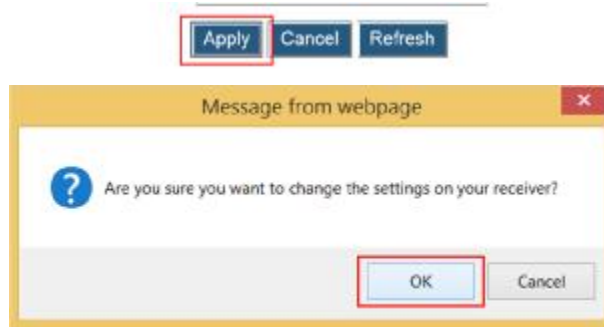 Apply Cancel Refresh
Message from webpage
Are you sure you want to change the settings on your receiver?
OK Cancel